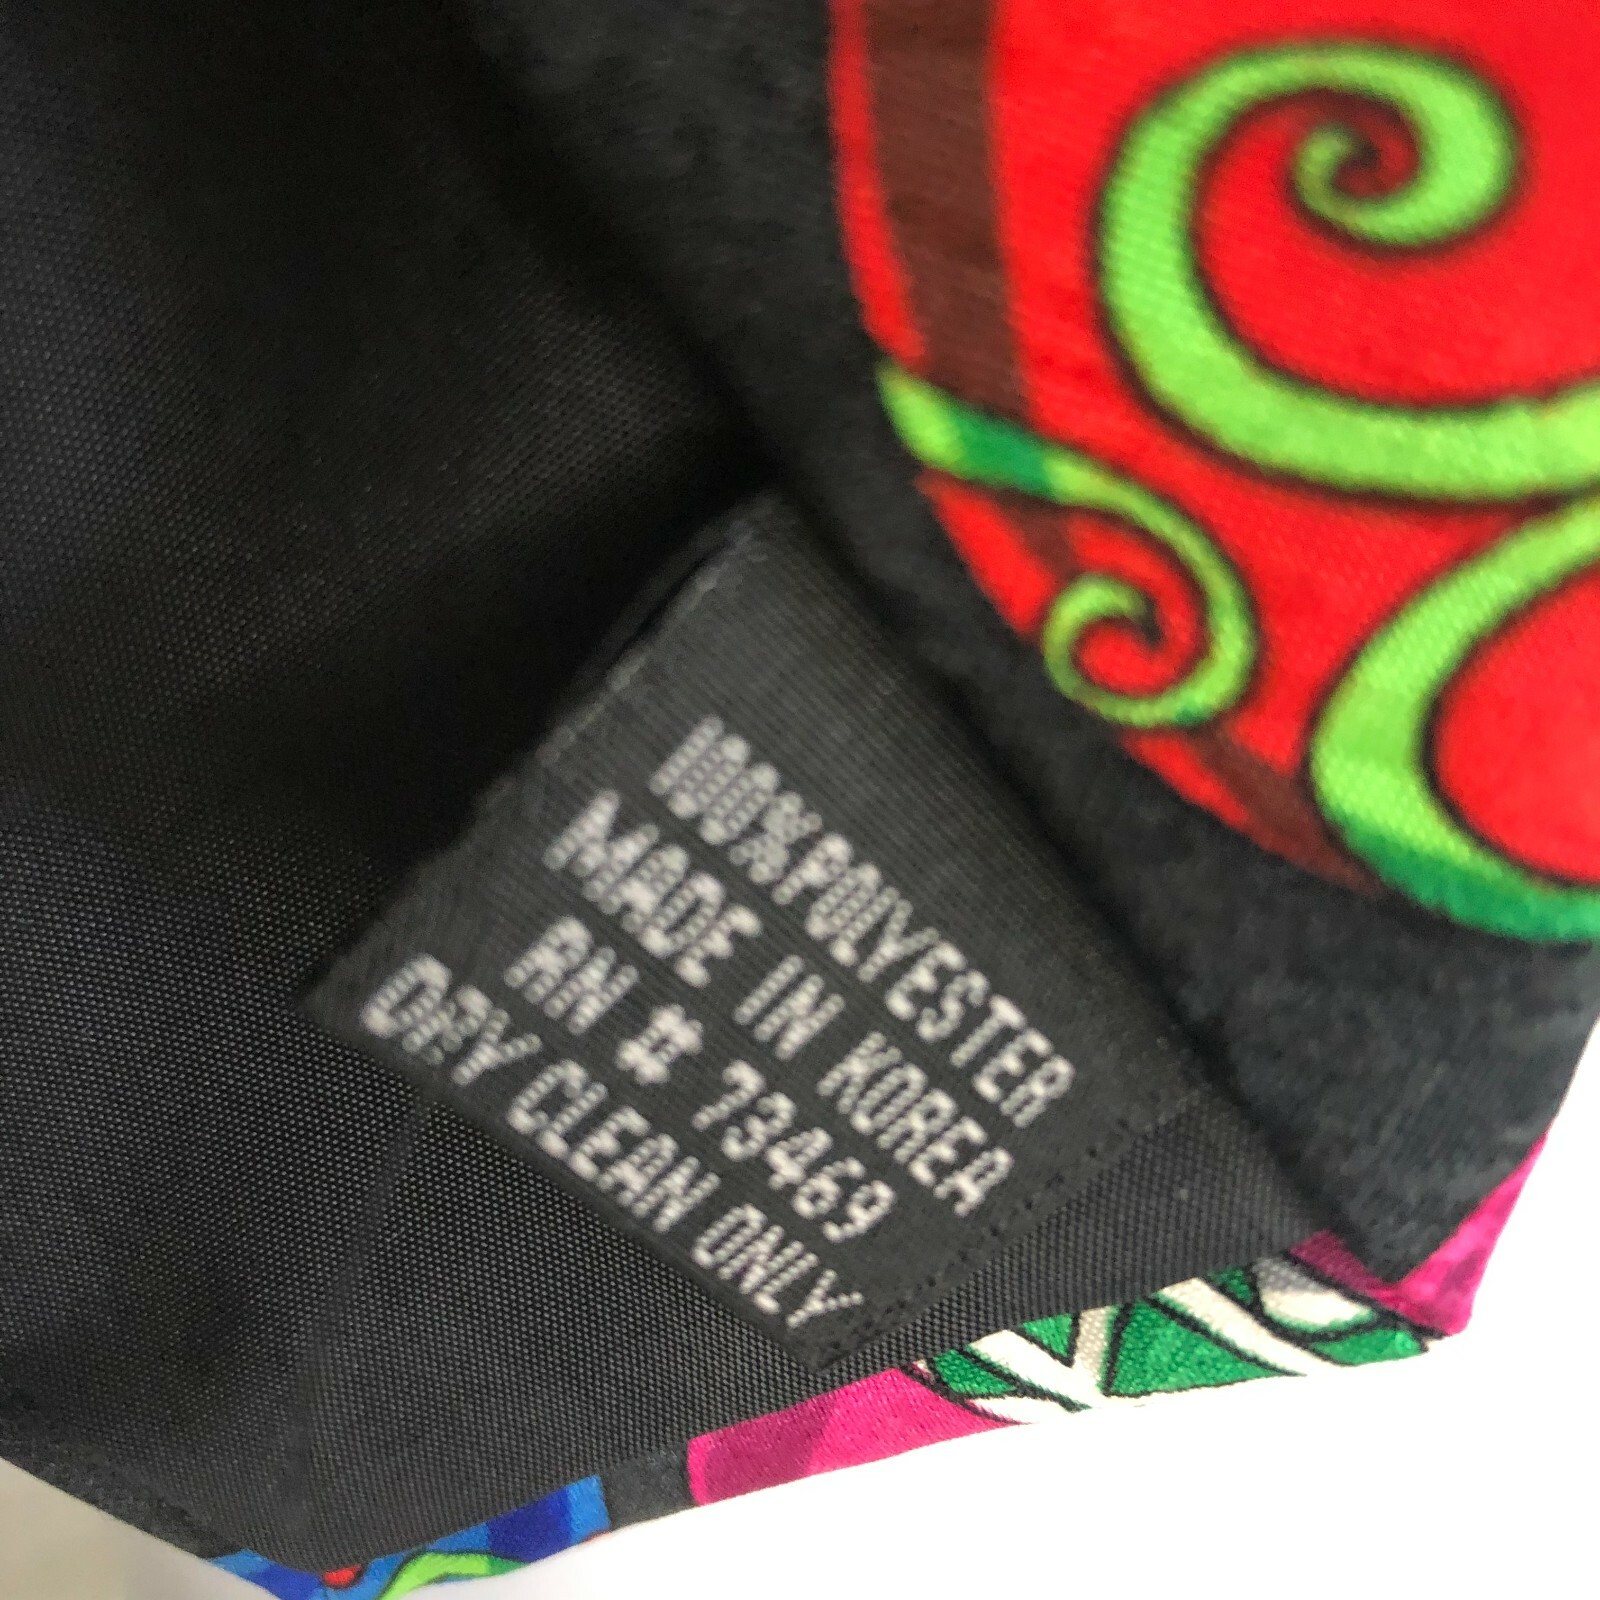 100%POLYESTER
MADE IN KOREA
RN # 73469
DRY CLEAN ONLY